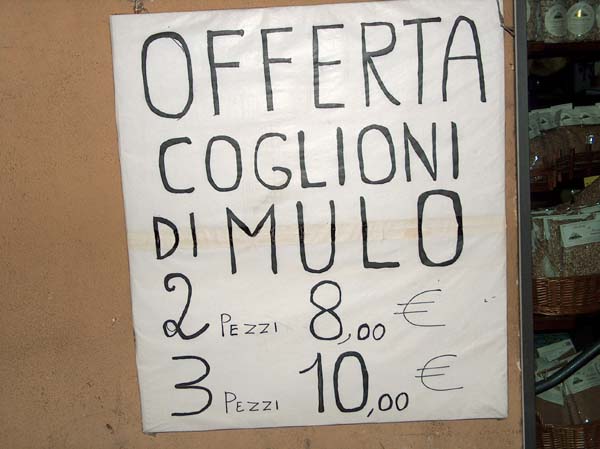 OFFERTA
COGLIONI
DI MULO
2 PEZZI 8,00 €
3 PEZZI 10,00 €